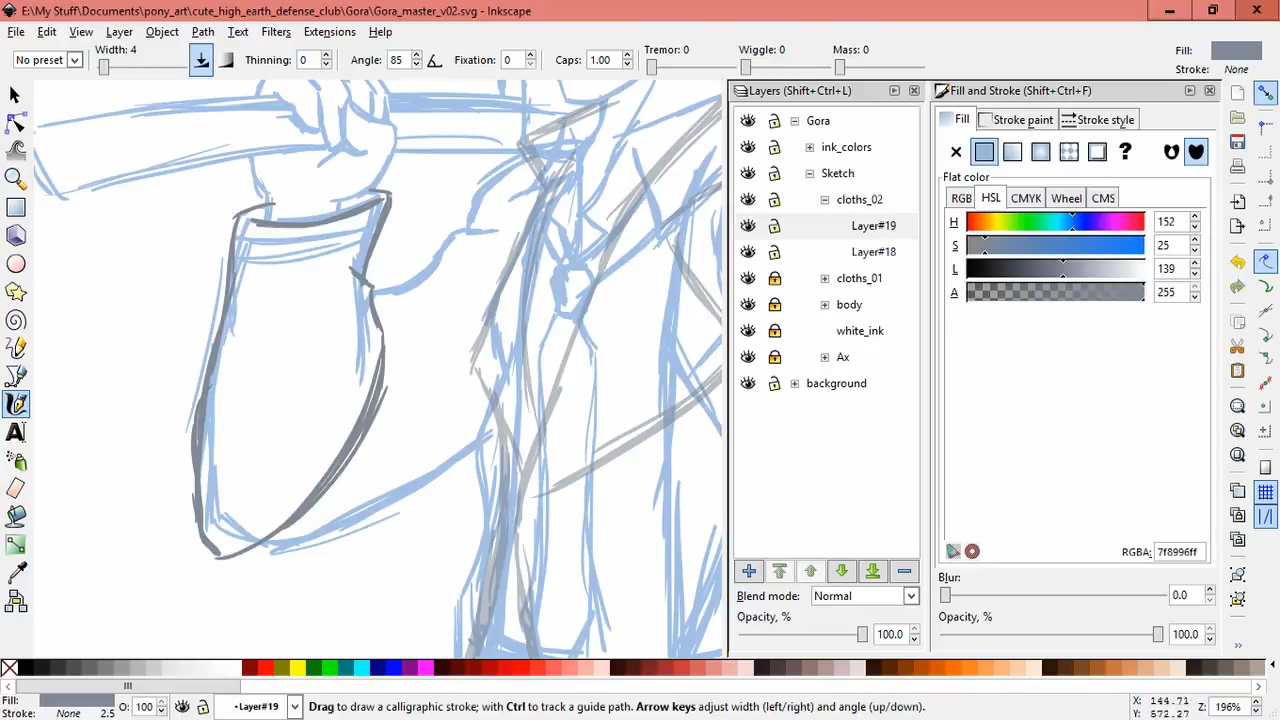 E:\My Stuff\Documents\pony_art\cute_high_earth_defense_club\Gora\Gora_master_v02.svg - Inkscape
File Edit View Layer Object Path Text Filters Extensions Help
No preset Width: 4 Thinning: 0 Angle: 85 Fixation: 0 Caps: 1.00 Tremor: 0 Wiggle: 0 Mass: 0 Fill:
Stroke: None
Layers (Shift+Ctrl+L) Fill and Stroke (Shift+Ctrl+F)
Gora Fill Stroke paint Stroke style
ink_colors ?
Sketch Flat color
cloths_02 RGB HSL CMYK Wheel CMS
Layer#19 H 152
Layer#18 S 25
cloths_01 L 139
body A 255
white_ink
Ax
background
RGBA: 7f8996ff
Blur:
Blend mode: Normal 0.0
Opacity, % Opacity, %
100.0 100.0
Fill: O: 100 Layer#19 Drag to draw a calligraphic stroke; with Ctrl to track a guide path. Arrow keys adjust width (left/right) and angle (up/down). X: 144.71 Z: 196%
Stroke: None 2.5 Y: 572.27